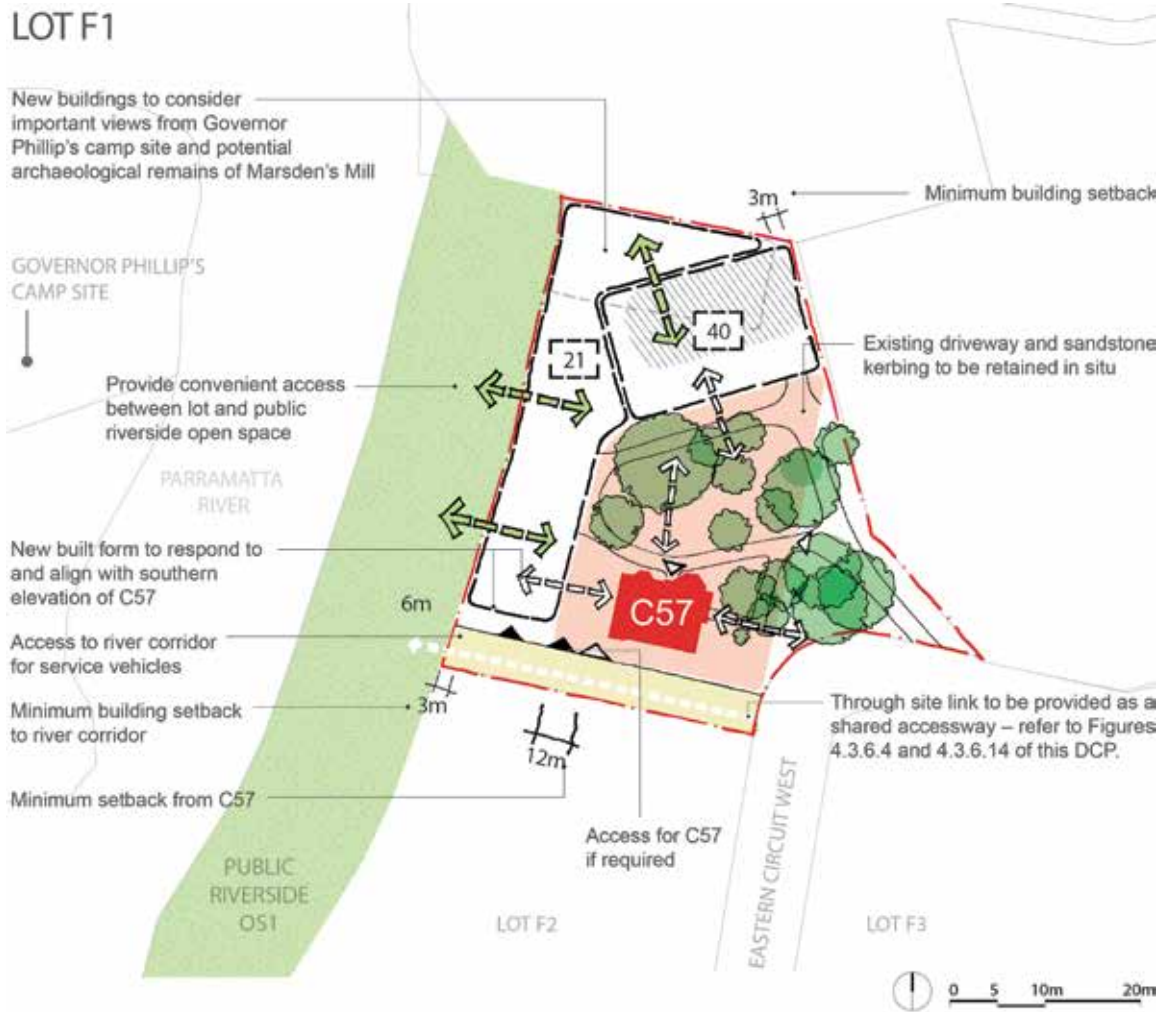 LOT F1
New buildings to consider
important views from Governor
Phillip's camp site and potential
archaeological remains of Marsden's Mill
3m
Minimum building setback
GOVERNOR PHILLIP'S
CAMP SITE
40
21
Existing driveway and sandstone
kerbing to be retained in situ
Provide convenient access
between lot and public
riverside open space
PARRAMATTA
RIVER
New built form to respond to
and align with southern
elevation of C57
6m
C57
Access to river corridor
for service vehicles
Minimum building setback
to river corridor
3m
Through site link to be provided as a
shared accessway – refer to Figures
4.3.6.4 and 4.3.6.14 of this DCP.
12m
Minimum setback from C57
Access for C57
if required
PUBLIC
RIVERSIDE
OS1
LOT F2
EASTERN CIRCUIT WEST
LOT F3
0 5 10m 20m